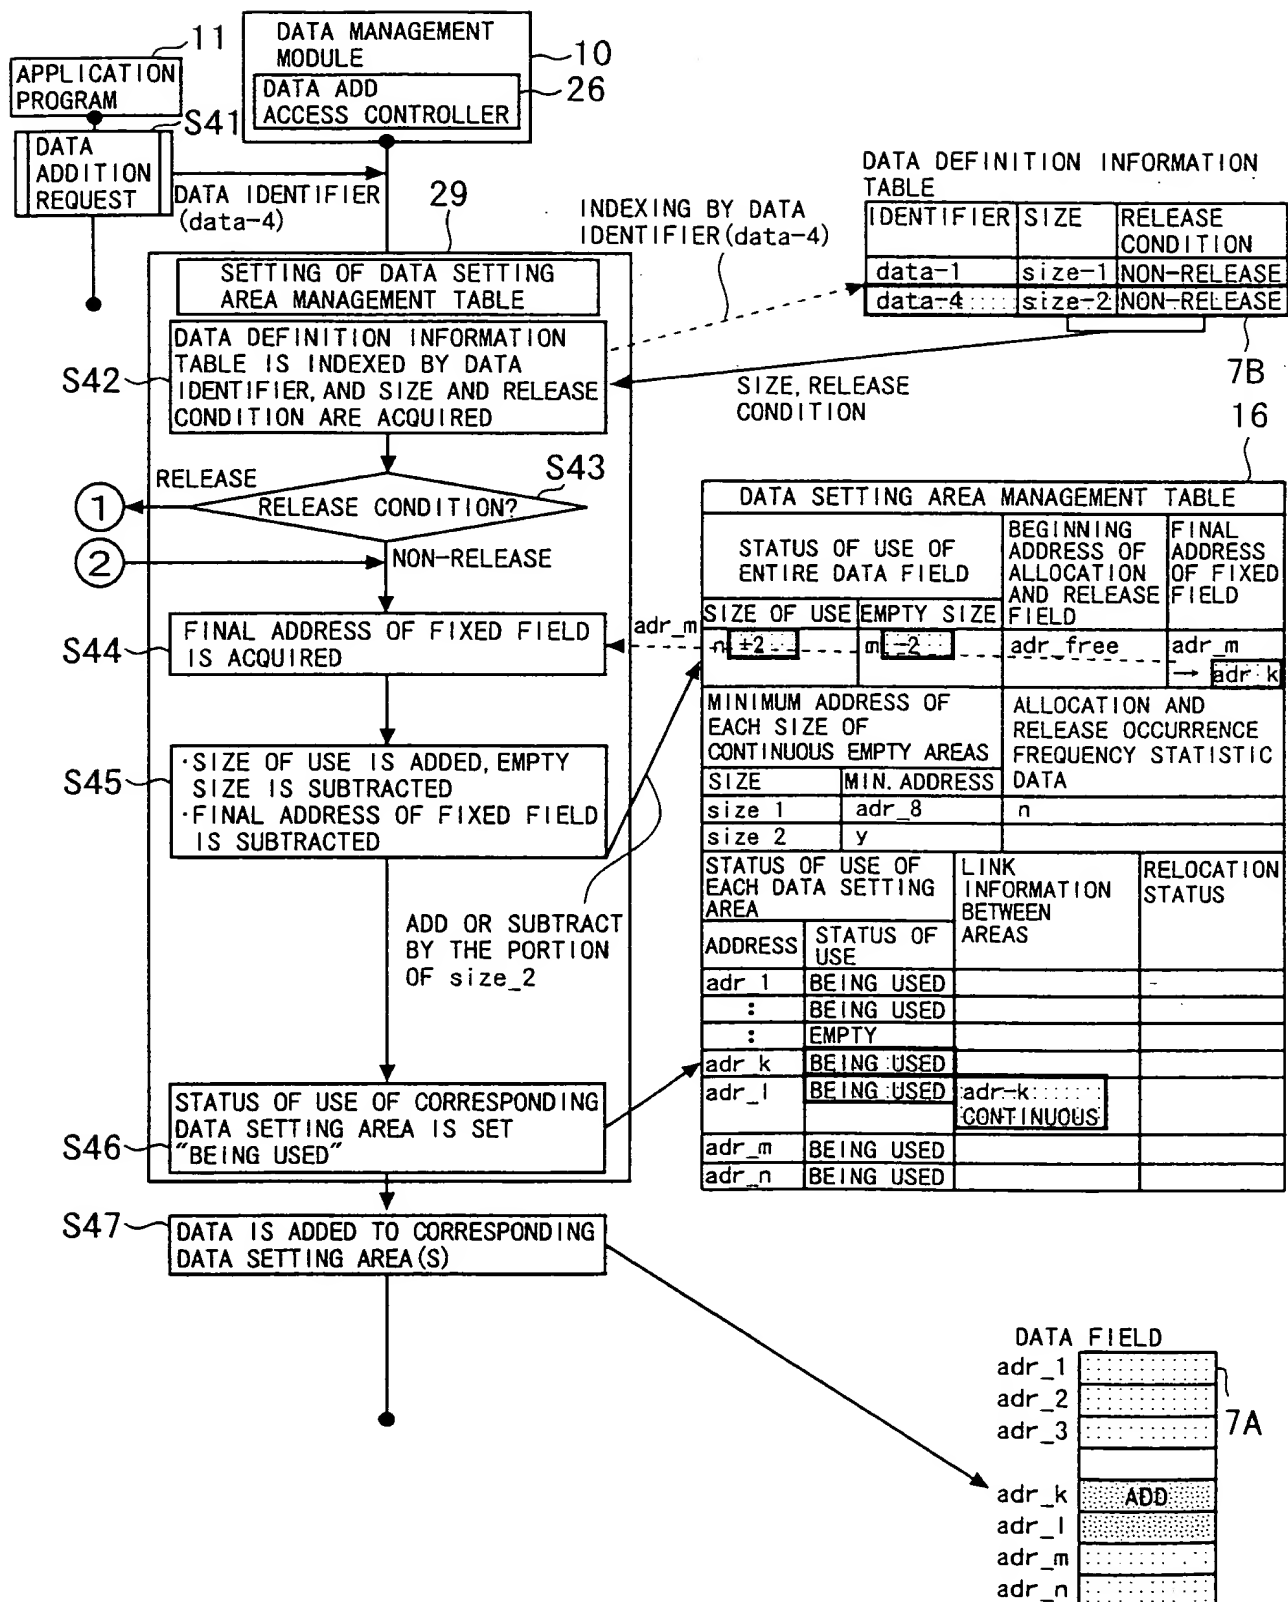 11
APPLICATION
PROGRAM
DATA MANAGEMENT
MODULE
10
DATA ADD
ACCESS CONTROLLER
26
S41
DATA
ADDITION
REQUEST
DATA IDENTIFIER
(data-4)
29
INDEXING BY DATA
IDENTIFIER(data-4)
DATA DEFINITION INFORMATION
TABLE
IDENTIFIER SIZE RELEASE
CONDITION
data-1 size-1 NON-RELEASE
data-4 size-2 NON-RELEASE
7B
SETTING OF DATA SETTING
AREA MANAGEMENT TABLE
S42
DATA DEFINITION INFORMATION
TABLE IS INDEXED BY DATA
IDENTIFIER, AND SIZE AND RELEASE
CONDITION ARE ACQUIRED
SIZE, RELEASE
CONDITION
S43
RELEASE
1
RELEASE CONDITION?
2
NON-RELEASE
S44
FINAL ADDRESS OF FIXED FIELD
IS ACQUIRED
adr_m
S45
·SIZE OF USE IS ADDED, EMPTY
SIZE IS SUBTRACTED
·FINAL ADDRESS OF FIXED FIELD
IS SUBTRACTED
ADD OR SUBTRACT
BY THE PORTION
OF size_2
S46
STATUS OF USE OF CORRESPONDING
DATA SETTING AREA IS SET
"BEING USED"
S47
DATA IS ADDED TO CORRESPONDING
DATA SETTING AREA(S)
16
DATA SETTING AREA MANAGEMENT TABLE
STATUS OF USE OF
ENTIRE DATA FIELD
BEGINNING
ADDRESS OF
ALLOCATION
AND RELEASE
FIELD
FINAL
ADDRESS
OF FIXED
FIELD
SIZE OF USE EMPTY SIZE
n +2 m -2 adr_free adr_m
→ adr k
MINIMUM ADDRESS OF
EACH SIZE OF
CONTINUOUS EMPTY AREAS
ALLOCATION AND
RELEASE OCCURRENCE
FREQUENCY STATISTIC
DATA
SIZE MIN. ADDRESS
size 1 adr_8 n
size 2 y
STATUS OF USE OF
EACH DATA SETTING
AREA
LINK
INFORMATION
BETWEEN
AREAS
RELOCATION
STATUS
ADDRESS STATUS OF
USE
adr_1 BEING USED -
: BEING USED
: EMPTY
adr_k BEING USED
adr_l BEING USED adr-k
CONTINUOUS
adr_m BEING USED
adr_n BEING USED
DATA FIELD
adr_1
adr_2
adr_3
7A
adr_k ADD
adr_l
adr_m
adr_n